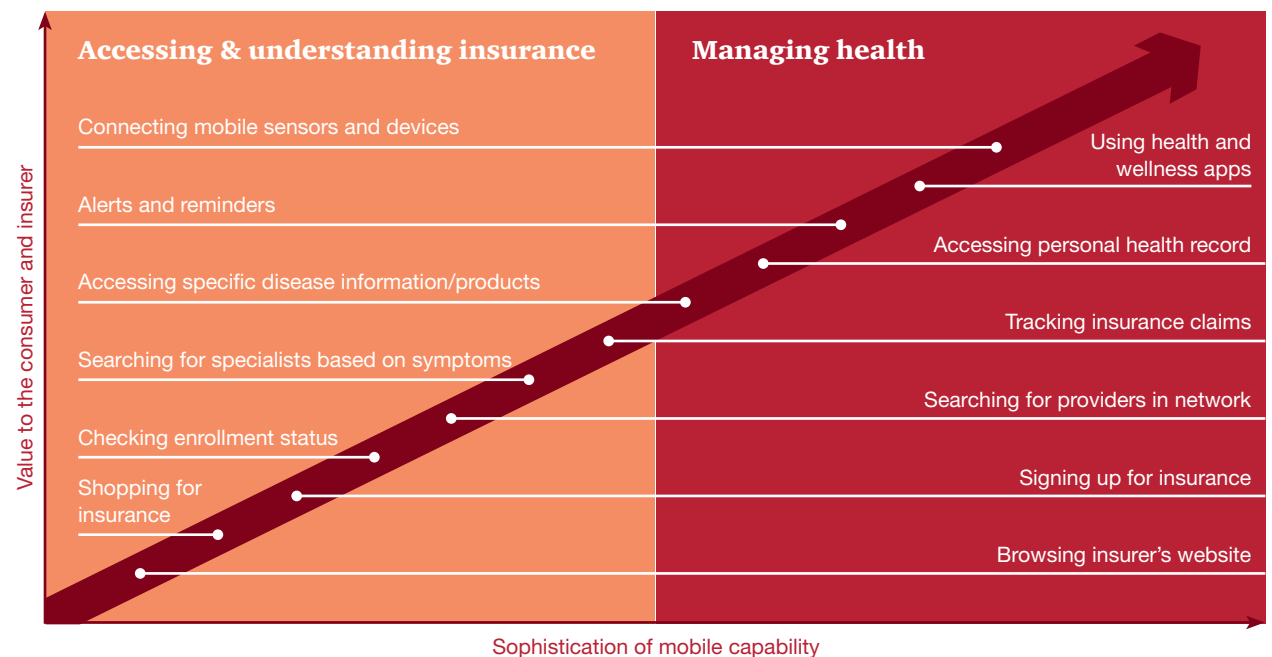 Accessing & understanding insurance
Managing health
Connecting mobile sensors and devices
Using health and
wellness apps
Alerts and reminders
Accessing personal health record
Accessing specific disease information/products
Tracking insurance claims
Searching for specialists based on symptoms
Searching for providers in network
Checking enrollment status
Signing up for insurance
Shopping for
insurance
Browsing insurer’s website
Value to the consumer and insurer
Sophistication of mobile capability